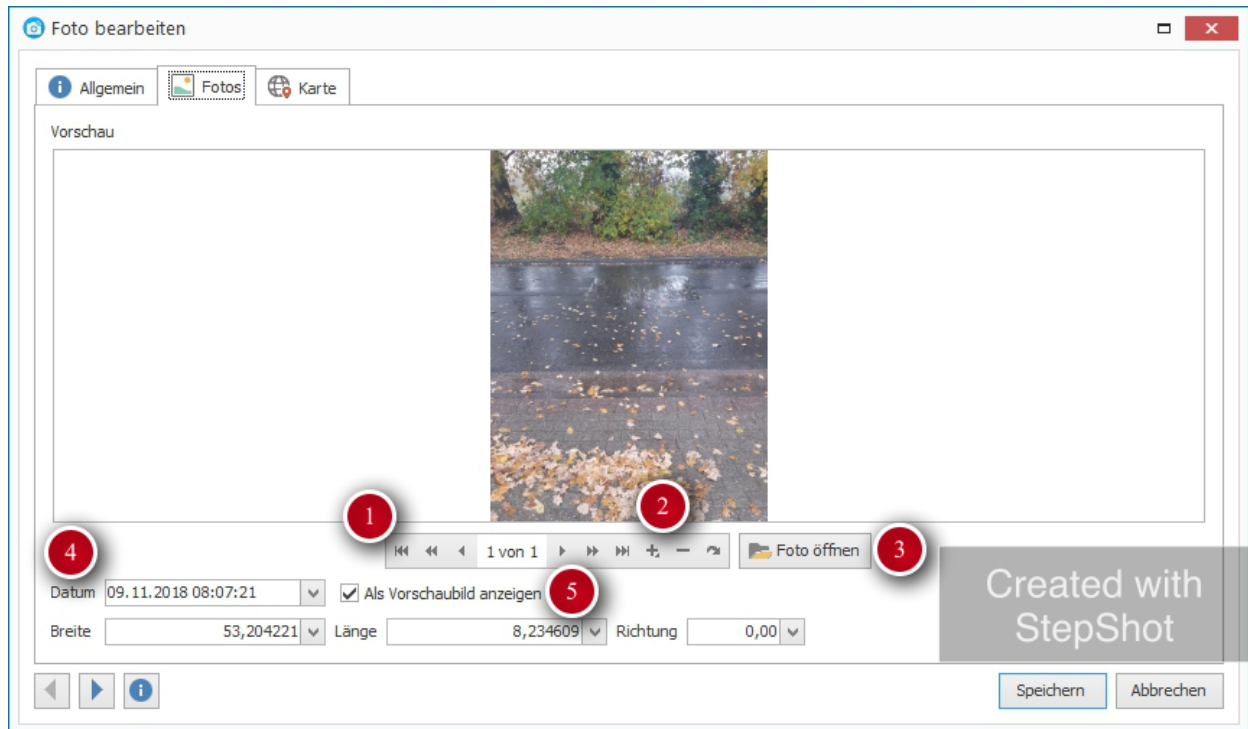 Foto bearbeiten
Allgemein Fotos Karte
Vorschau
1
2
1 von 1
Foto öffnen
3
4
Datum 09.11.2018 08:07:21
Als Vorschaubild anzeigen
5
Breite 53,204221 Länge 8,234609 Richtung 0,00
Created with
StepShot
Speichern Abbrechen